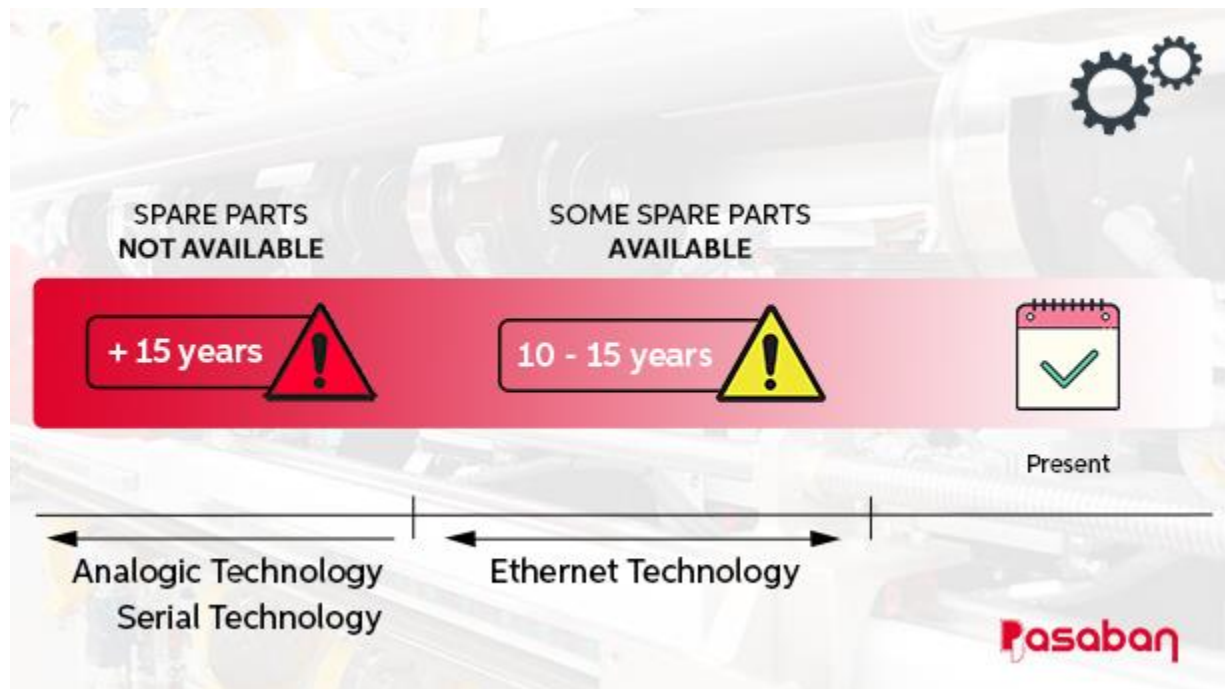 SPARE PARTS
NOT AVAILABLE
SOME SPARE PARTS
AVAILABLE
+ 15 years
10 - 15 years
Present
Analogic Technology
Serial Technology
Ethernet Technology
Pasaban